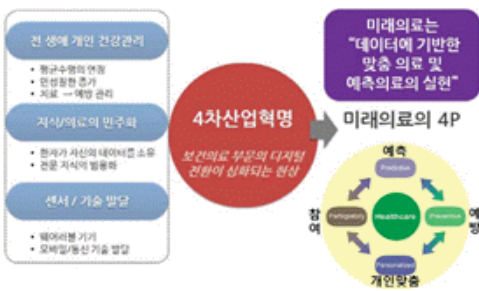 전 생애 개인 건강관리
• 평균수명의 연장
• 만성질환 증가
• 치료 → 예방 관리
지식/의료의 민주화
• 환자가 자신의 데이터를 소유
• 전문 지식의 범용화
센서 / 기술 발달
• 웨어러블 기기
• 모바일/통신 기술 발달
4차산업혁명
보건의료 부문의 디지털
전환이 심화되는 현상
미래의료는
“데이터에 기반한
맞춤 의료 및
예측의료의 실현”
미래의료의 4P
예측
Predictive
참여
Participatory
Healthcare
Preventive
예방
Personalized
개인맞춤